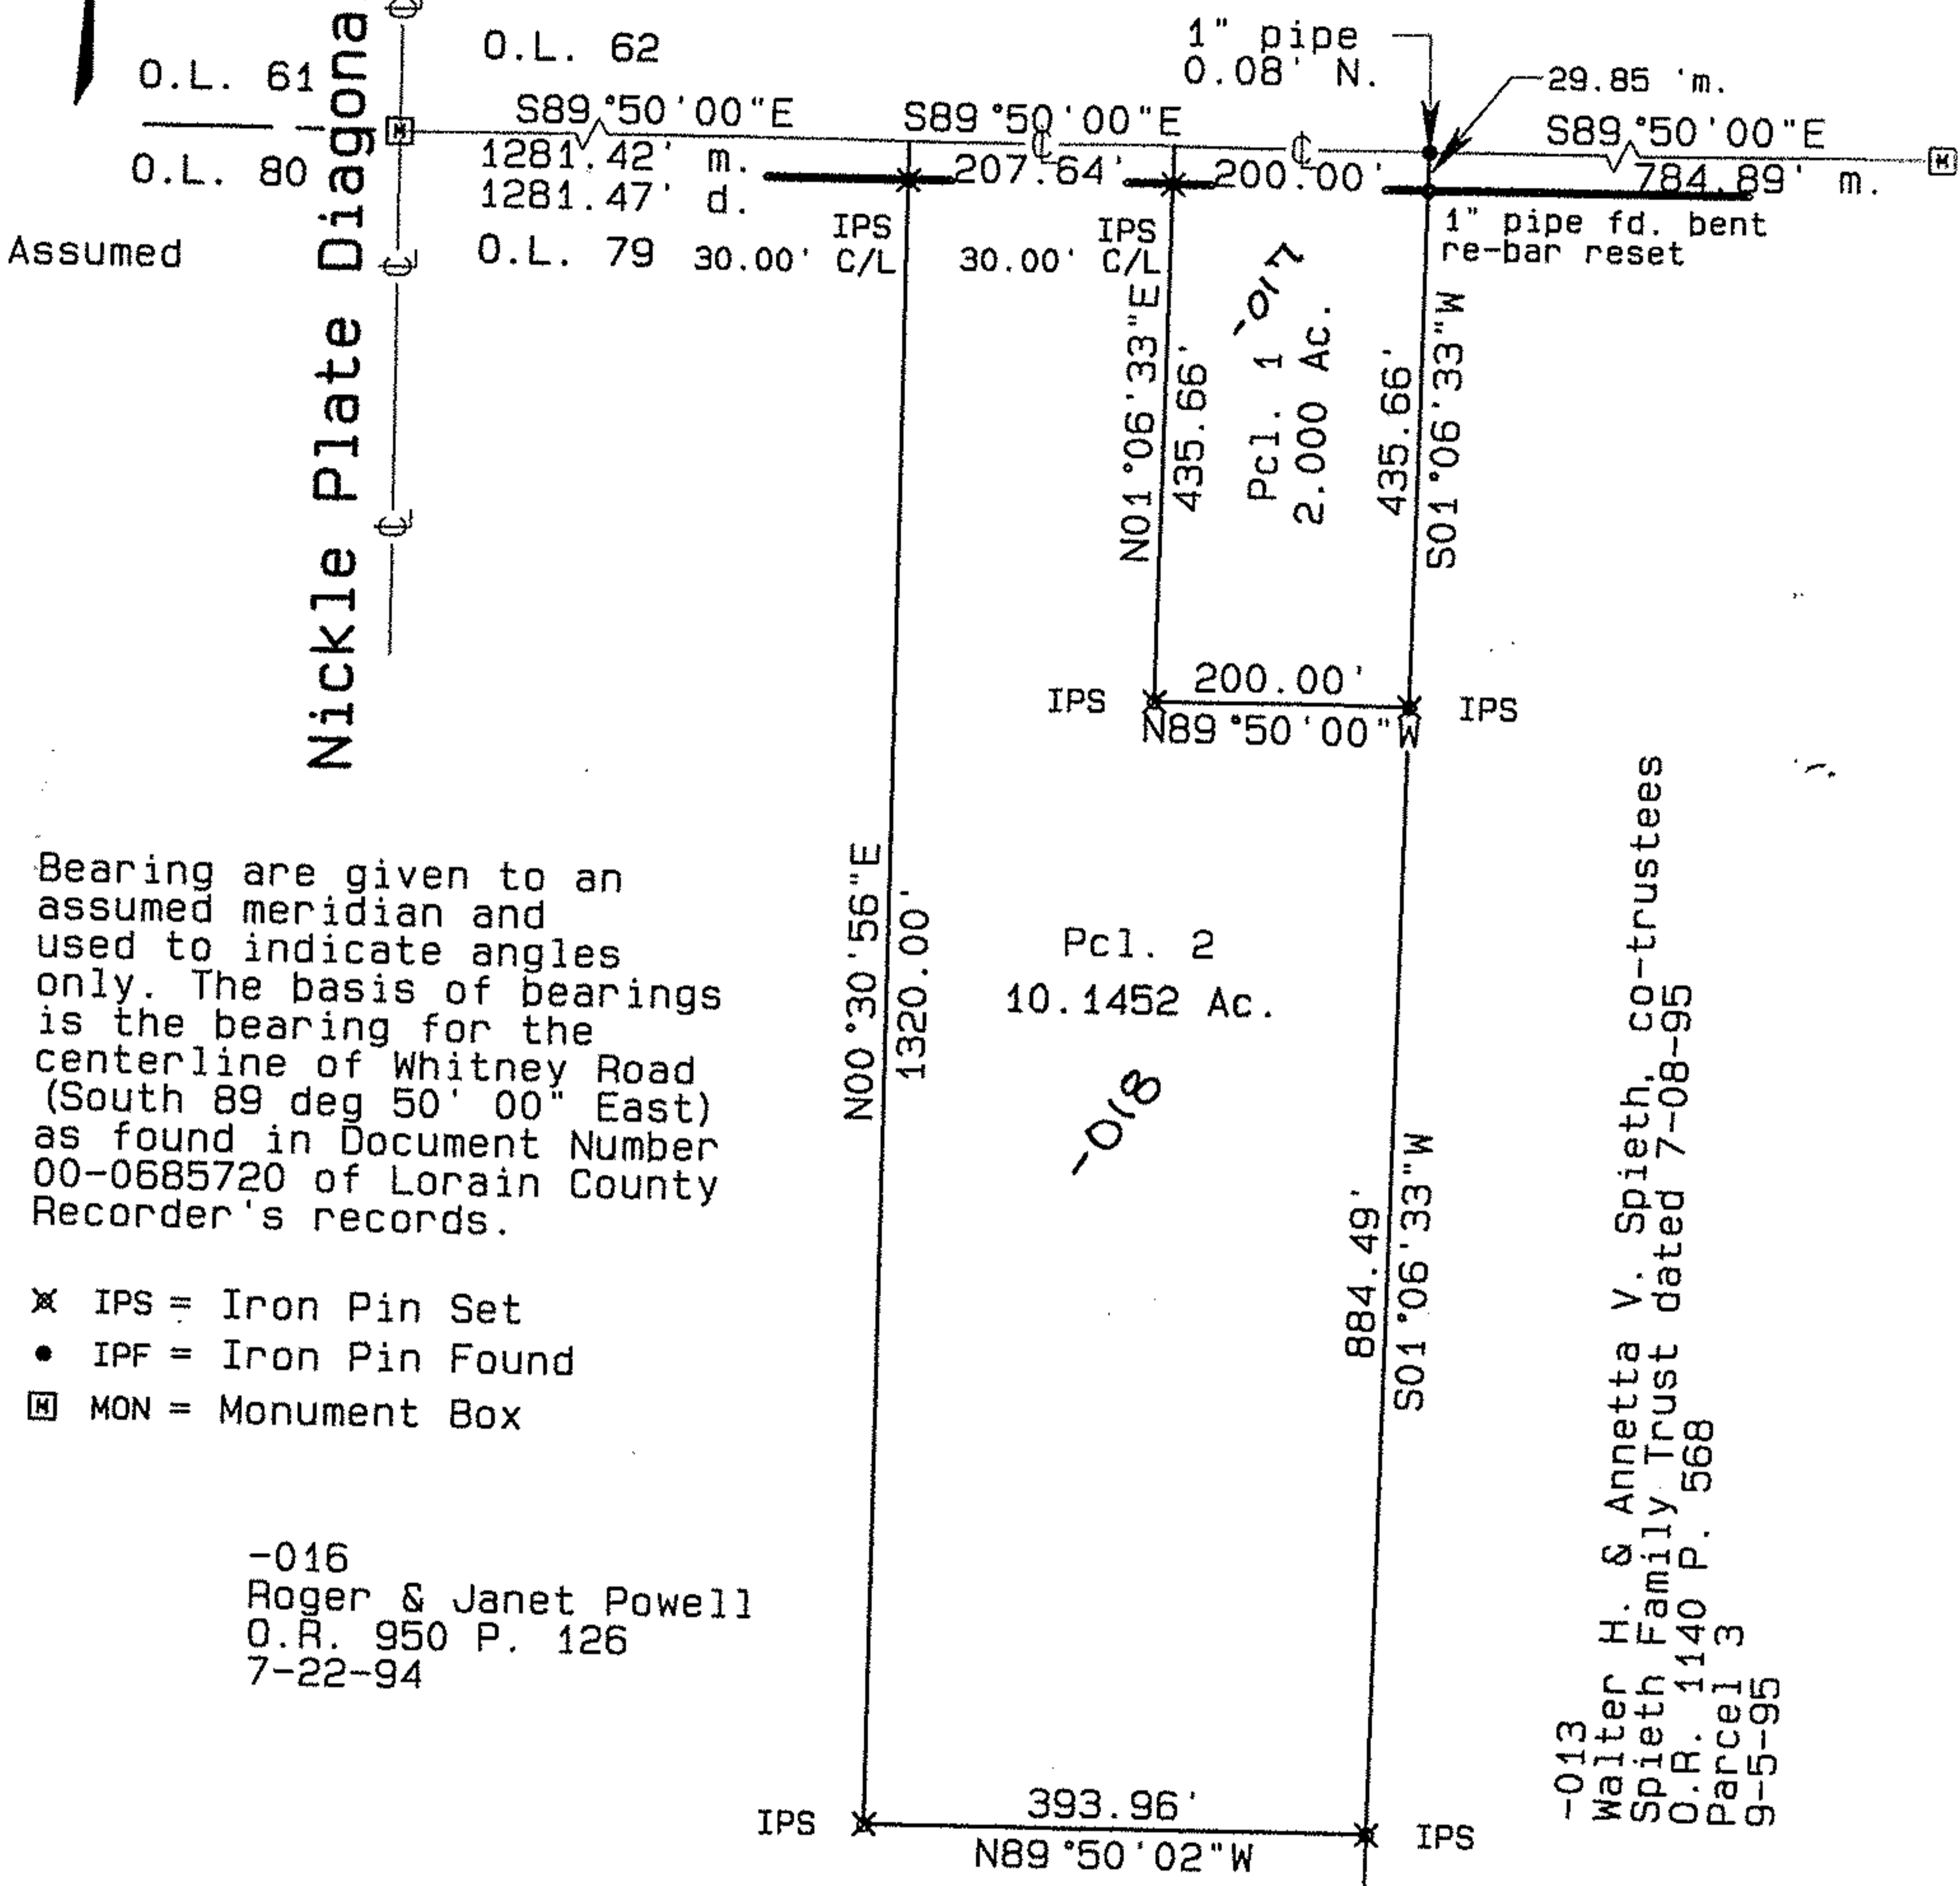 O.L. 61
O.L. 62
O.L. 80
Assumed
Nickle Plate Diagona
S89°50'00"E
1281.42' m.
1281.47' d.
O.L. 79
S89°50'00"E
207.64'
200.00'
1" pipe
0.08' N.
29.85 'm.
S89°50'00"E
784.89' m.
1" pipe fd. bent
re-bar reset
IPS
30.00' C/L
IPS
30.00' C/L
N01°06'33"E
435.66'
Pcl. 1
-017
2.000 Ac.
435.66'
S01°06'33"W
IPS
200.00'
N89°50'00"W
IPS
N00°30'56"E
1320.00'
Pcl. 2
10.1452 Ac.
-018
884.49'
S01°06'33"W
Bearing are given to an
assumed meridian and
used to indicate angles
only. The basis of bearings
is the bearing for the
centerline of Whitney Road
(South 89 deg 50' 00" East)
as found in Document Number
00-0685720 of Lorain County
Recorder's records.
IPS = Iron Pin Set
IPF = Iron Pin Found
M MON = Monument Box
-016
Roger & Janet Powell
O.R. 950 P. 126
7-22-94
-013
Walter H. & Annetta V. Spieth, co-trustees
Spieth Family Trust dated 7-08-95
O.R. 1140 P. 568
Parcel 3
9-5-95
IPS
393.96'
N89°50'02"W
IPS
M
M